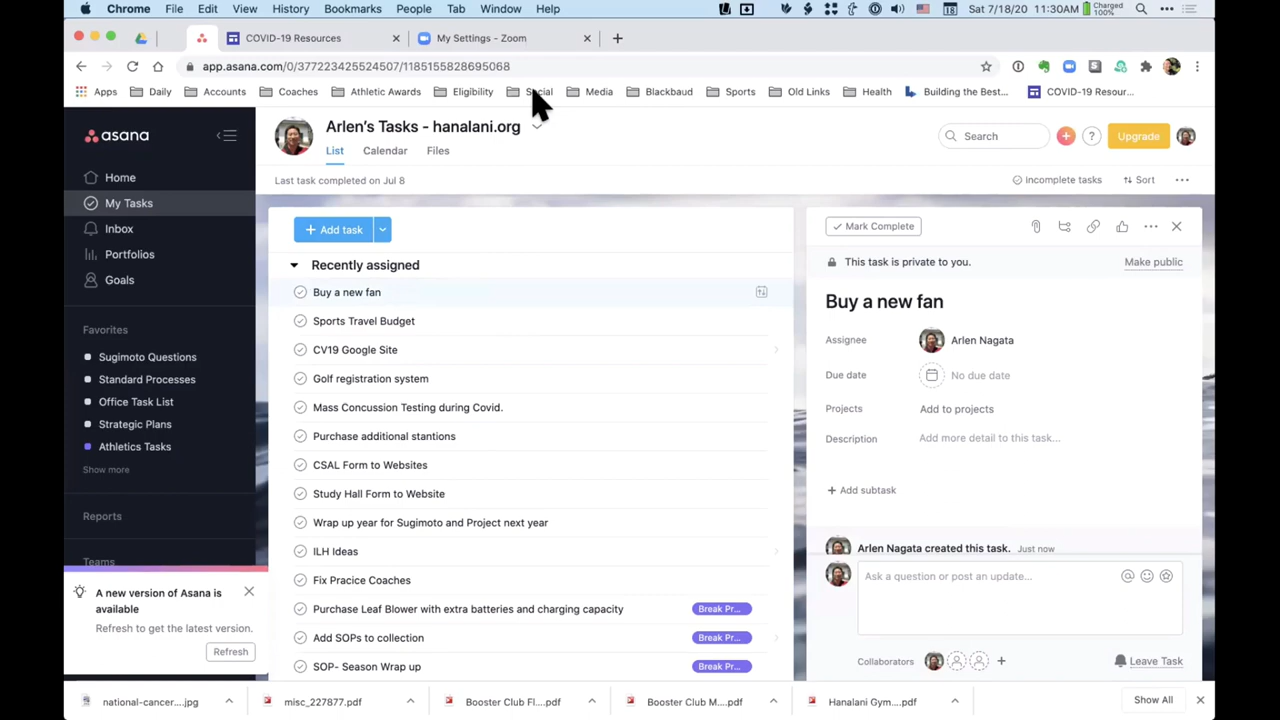 Chrome File Edit View History Bookmarks People Tab Window Help 18 Sat 7/18/20 11:30AM Charged 100%
COVID-19 Resources My Settings - Zoom
app.asana.com/0/377223425524507/1185155828695068
Apps Daily Accounts Coaches Athletic Awards Eligibility Social Media Blackbaud Sports Old Links Health Building the Best... COVID-19 Resour...
asana
Home
My Tasks
Inbox
Portfolios
Goals
Favorites
Sugimoto Questions
Standard Processes
Office Task List
Strategic Plans
Athletics Tasks
Show more
Reports
Teams
A new version of Asana is
available
Refresh to get the latest version.
Refresh
Arlen's Tasks - hanalani.org
List Calendar Files
Search
Upgrade
Last task completed on Jul 8
Incomplete tasks Sort
Add task
Recently assigned
Buy a new fan
Sports Travel Budget
CV19 Google Site
Golf registration system
Mass Concussion Testing during Covid.
Purchase additional stantions
CSAL Form to Websites
Study Hall Form to Website
Wrap up year for Sugimoto and Project next year
ILH Ideas
Fix Pracice Coaches
Purchase Leaf Blower with extra batteries and charging capacity Break Pr...
Add SOPs to collection Break Pr...
SOP- Season Wrap up Break Pr...
Mark Complete
This task is private to you. Make public
Buy a new fan
Assignee Arlen Nagata
Due date No due date
Projects Add to projects
Description Add more detail to this task...
+ Add subtask
Arlen Nagata created this task. Just now
Ask a question or post an update...
Collaborators Leave Task
national-cancer....jpg misc_227877.pdf Booster Club Fl....pdf Booster Club M....pdf Hanalani Gym....pdf Show All